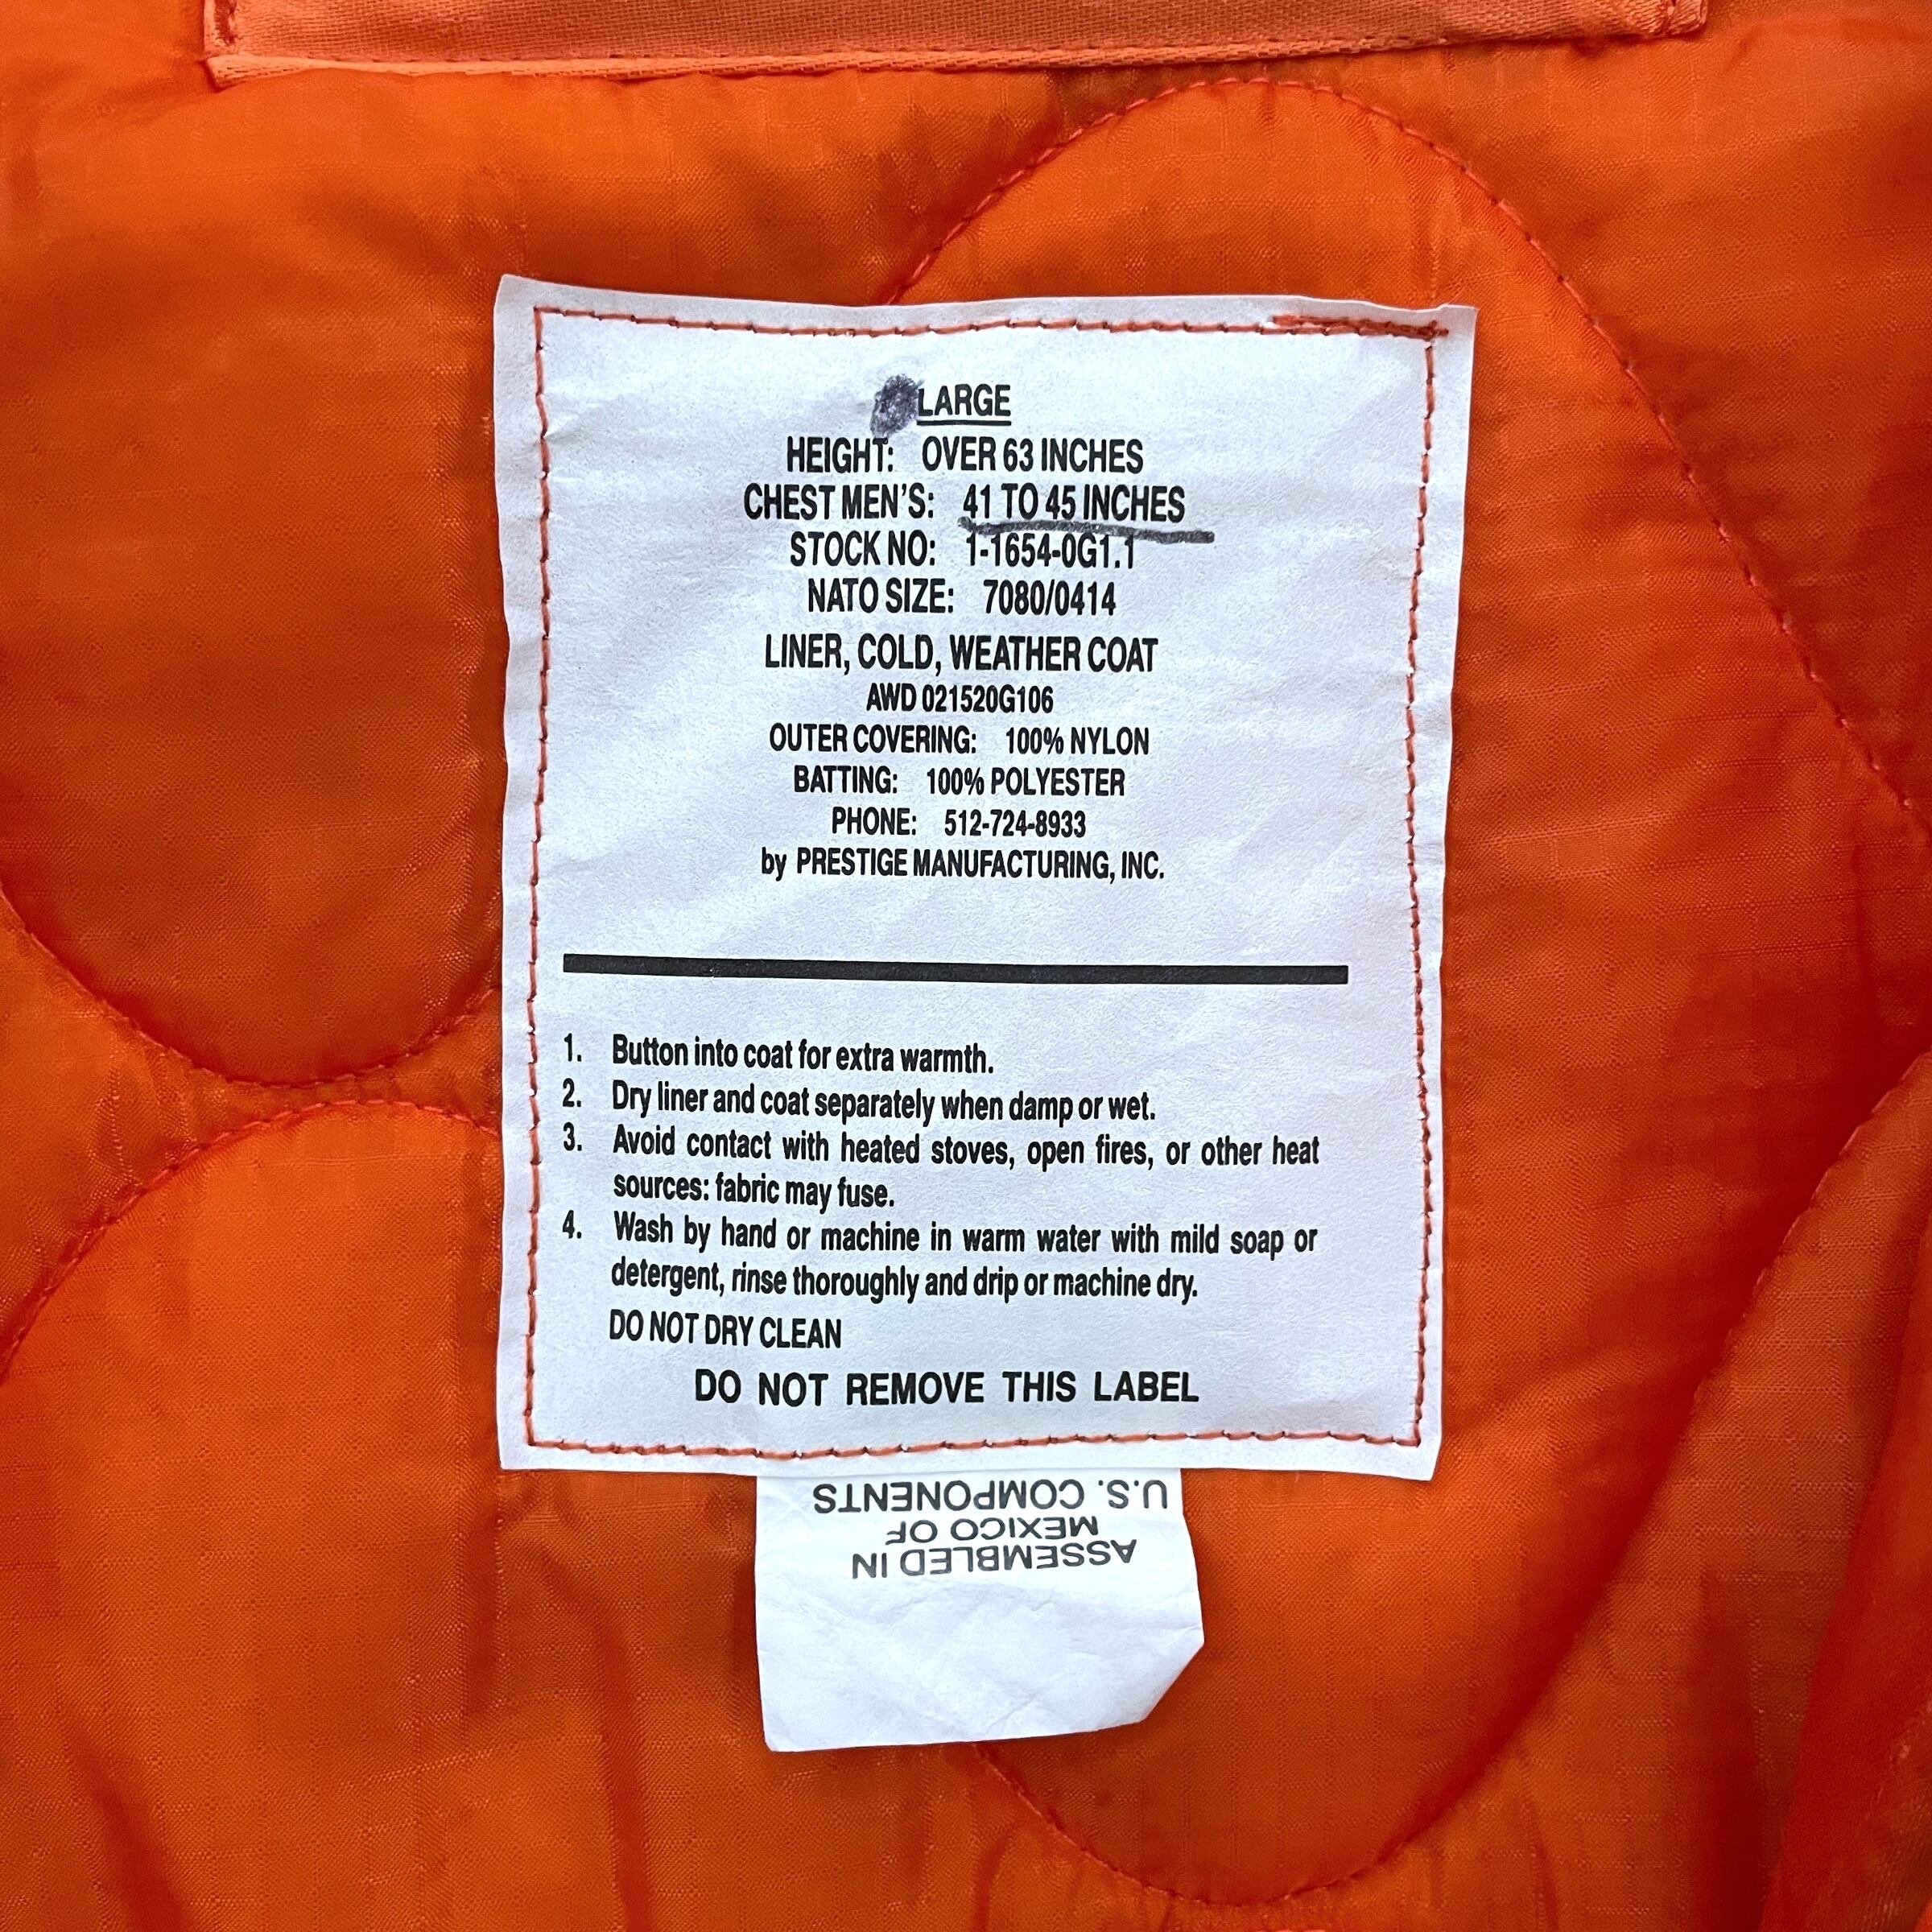 LARGE
HEIGHT: OVER 63 INCHES
CHEST MEN'S: 41 TO 45 INCHES
STOCK NO: 1-1654-0G1.1
NATO SIZE: 7080/0414
LINER, COLD, WEATHER COAT
AWD 021520G106
OUTER COVERING: 100% NYLON
BATTING: 100% POLYESTER
PHONE: 512-724-8933
by PRESTIGE MANUFACTURING, INC.
1. Button into coat for extra warmth.
2. Dry liner and coat separately when damp or wet.
3. Avoid contact with heated stoves, open fires, or other heat
sources: fabric may fuse.
4. Wash by hand or machine in warm water with mild soap or
detergent, rinse thoroughly and drip or machine dry.
DO NOT DRY CLEAN
DO NOT REMOVE THIS LABEL
ASSEMBLED IN
MEXICO OF
U.S. COMPONENTS